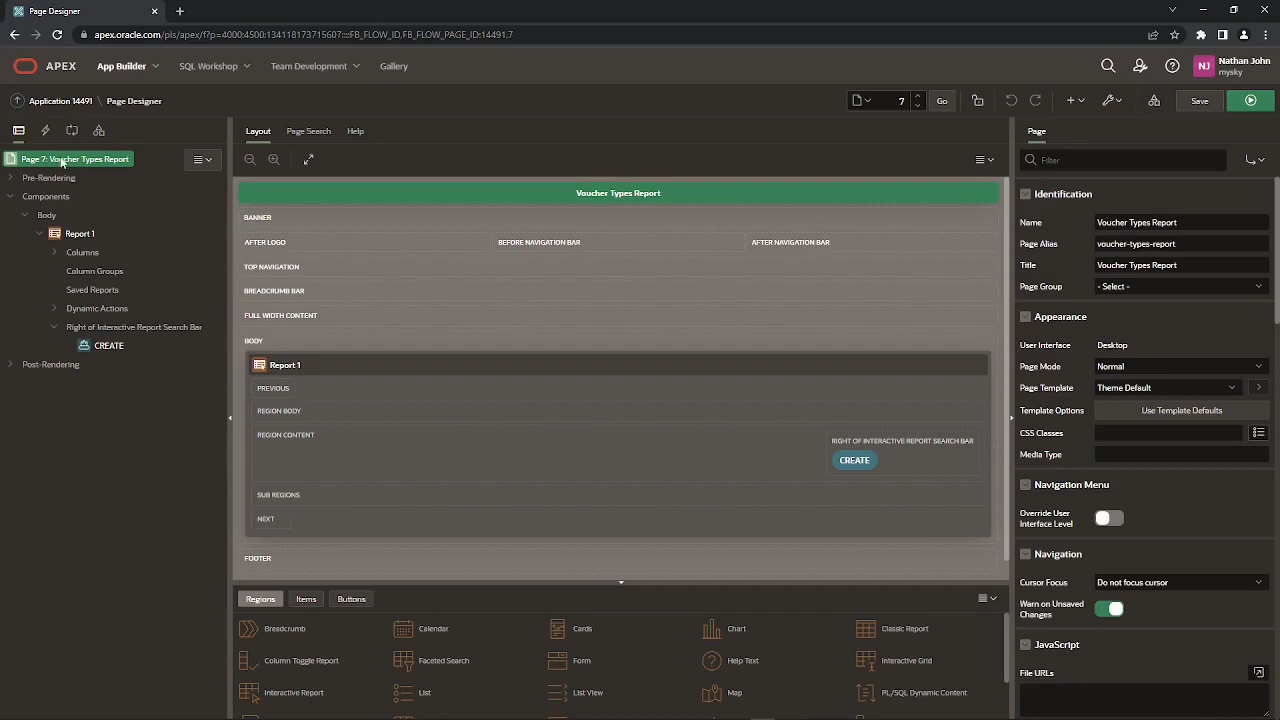 Page Designer
apex.oracle.com/pls/apex/f?p=4000:4500:134118173715607::::FB_FLOW_ID,FB_FLOW_PAGE_ID:14491,7
APEX App Builder SQL Workshop Team Development Gallery NJ Nathan John
mysky
Application 14491 \ Page Designer 7 Go Save
Layout Page Search Help Page
Page 7: Voucher Types Report
Pre-Rendering
Components
Body
Report 1
Columns
Column Groups
Saved Reports
Dynamic Actions
Right of Interactive Report Search Bar
CREATE
Post-Rendering
Voucher Types Report
BANNER
AFTER LOGO BEFORE NAVIGATION BAR AFTER NAVIGATION BAR
TOP NAVIGATION
BREADCRUMB BAR
FULL WIDTH CONTENT
BODY
Report 1
PREVIOUS
REGION BODY
REGION CONTENT
RIGHT OF INTERACTIVE REPORT SEARCH BAR
CREATE
SUB REGIONS
NEXT
FOOTER
Regions Items Buttons
Breadcrumb Calendar Cards Chart Classic Report
Column Toggle Report Faceted Search Form Help Text Interactive Grid
Interactive Report List List View Map PL/SQL Dynamic Content
Filter
Identification
Name Voucher Types Report
Page Alias voucher-types-report
Title Voucher Types Report
Page Group - Select -
Appearance
User Interface Desktop
Page Mode Normal
Page Template Theme Default
Template Options Use Template Defaults
CSS Classes
Media Type
Navigation Menu
Override User
Interface Level
Navigation
Cursor Focus Do not focus cursor
Warn on Unsaved
Changes
JavaScript
File URLs